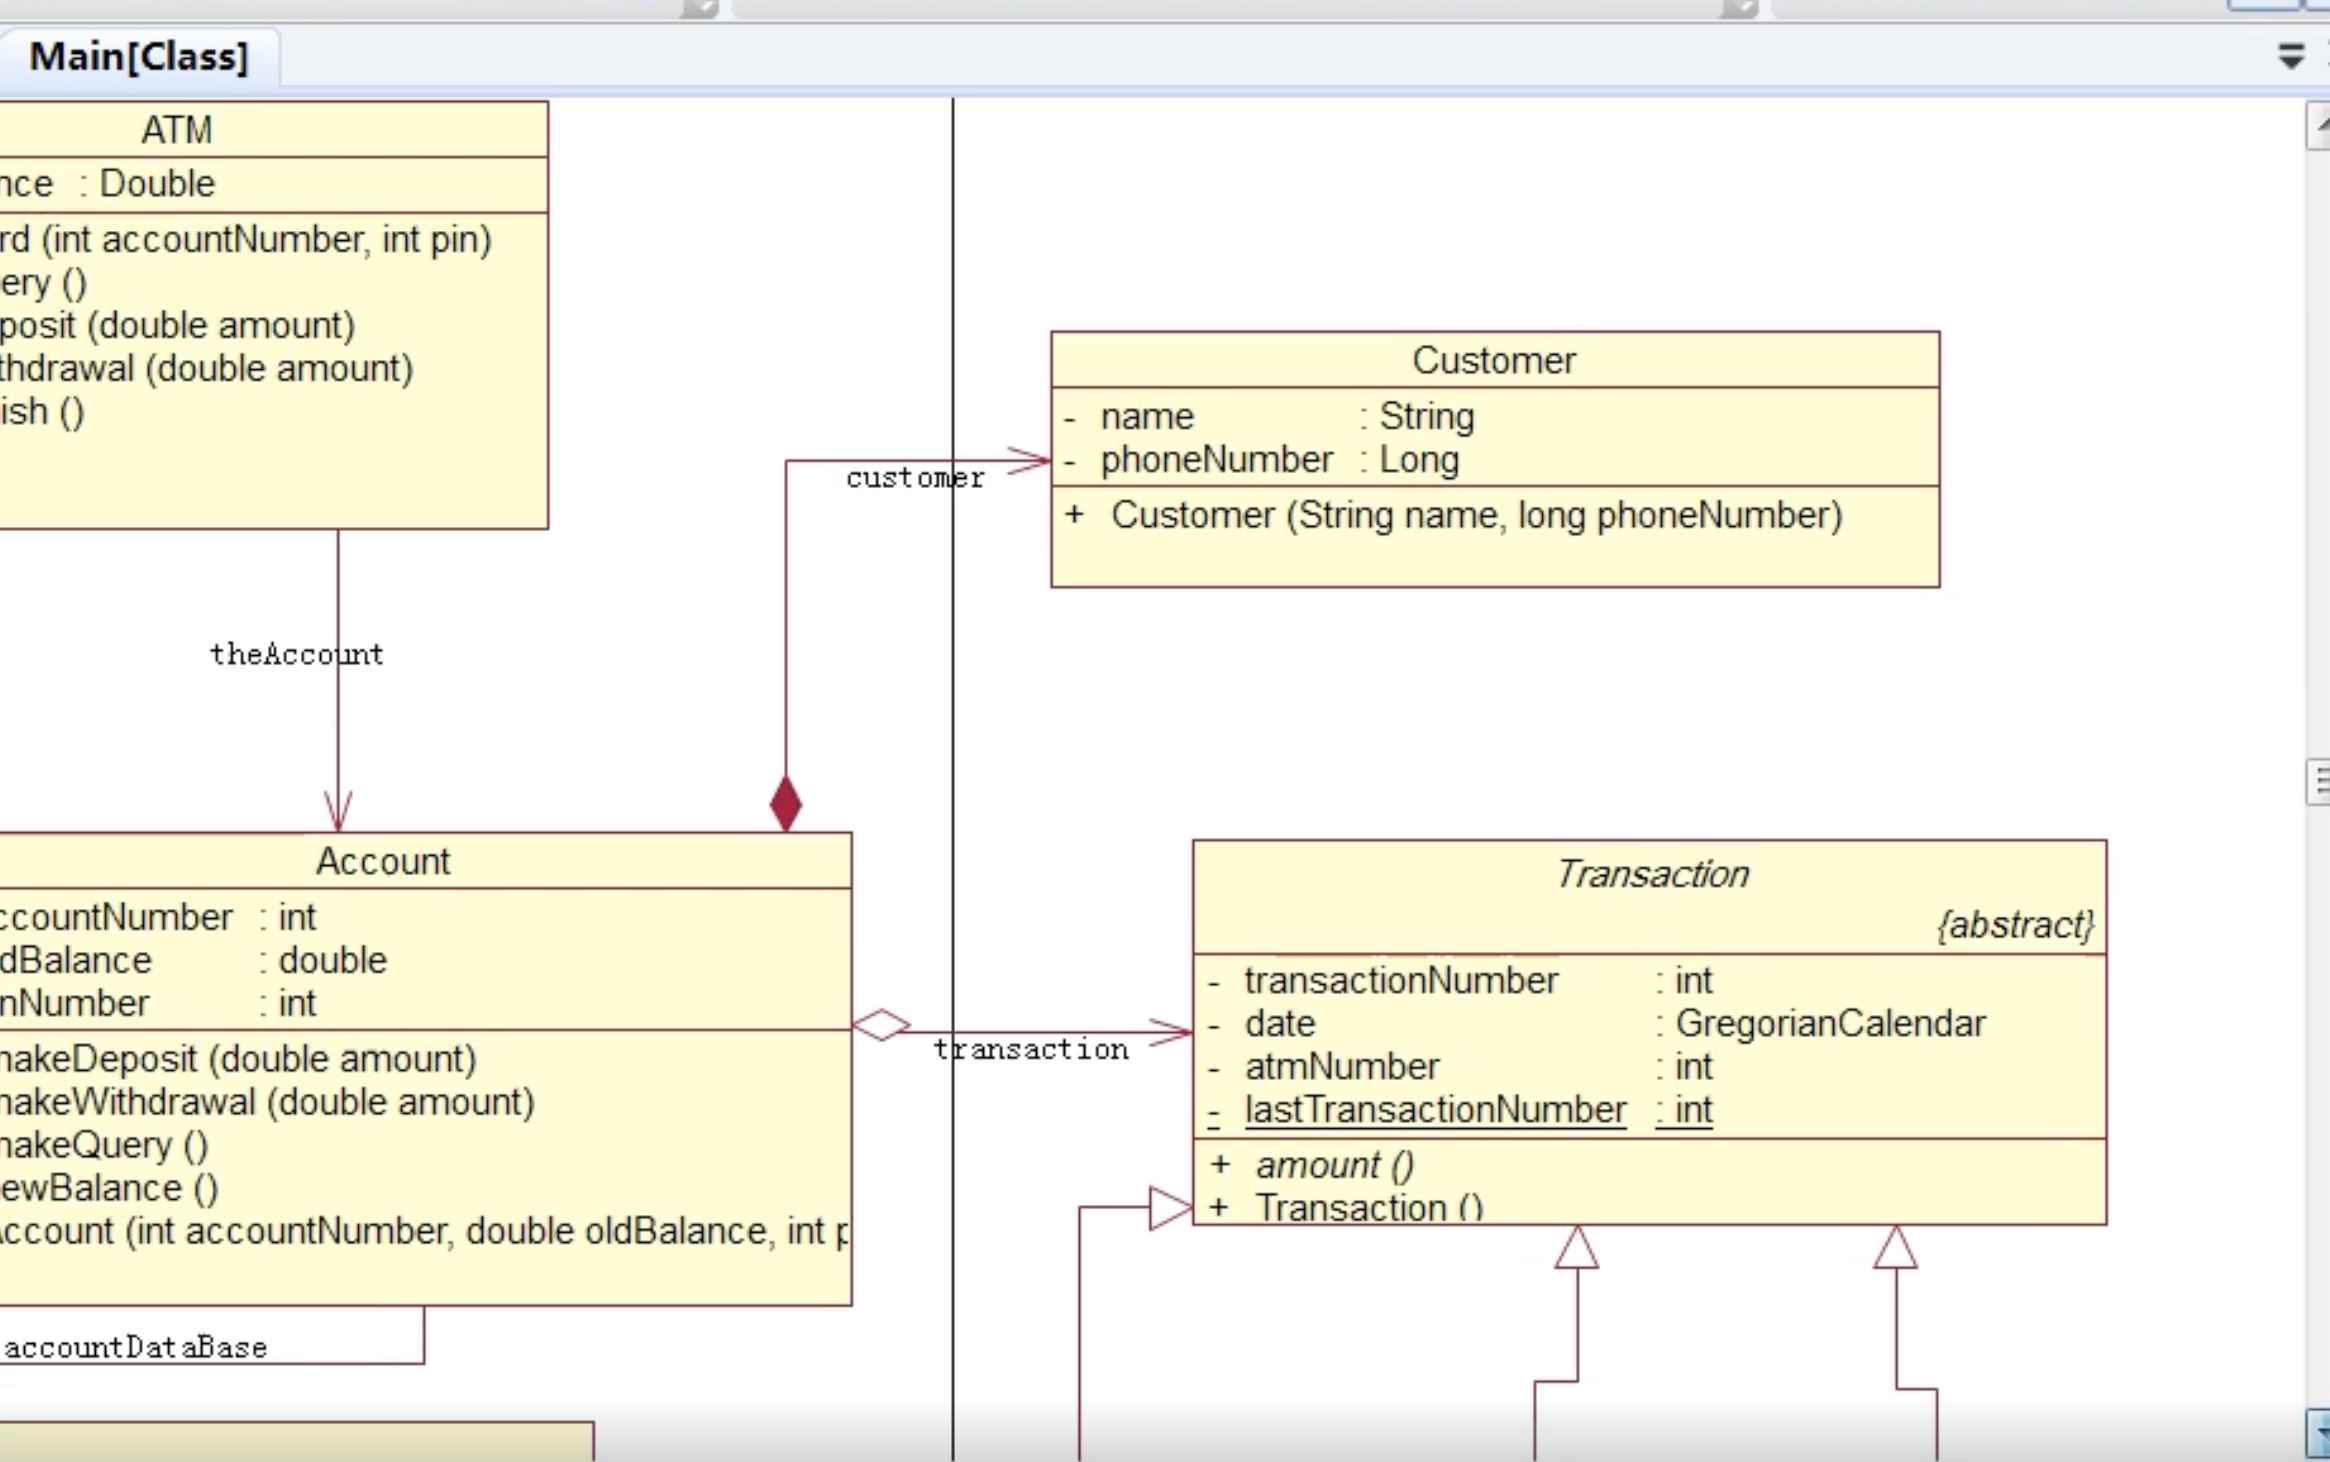 Main[Class]
ATM
nce : Double
rd (int accountNumber, int pin)
ery ()
posit (double amount)
thdrawal (double amount)
ish ()
Customer
- name : String
- phoneNumber : Long
+ Customer (String name, long phoneNumber)
customer
theAccount
Account
ccountNumber : int
dBalance : double
nNumber : int
nakeDeposit (double amount)
nakeWithdrawal (double amount)
nakeQuery ()
ewBalance ()
Account (int accountNumber, double oldBalance, int p
transaction
Transaction
{abstract}
- transactionNumber : int
- date : GregorianCalendar
- atmNumber : int
- lastTransactionNumber : int
+ amount ()
+ Transaction ()
accountDataBase